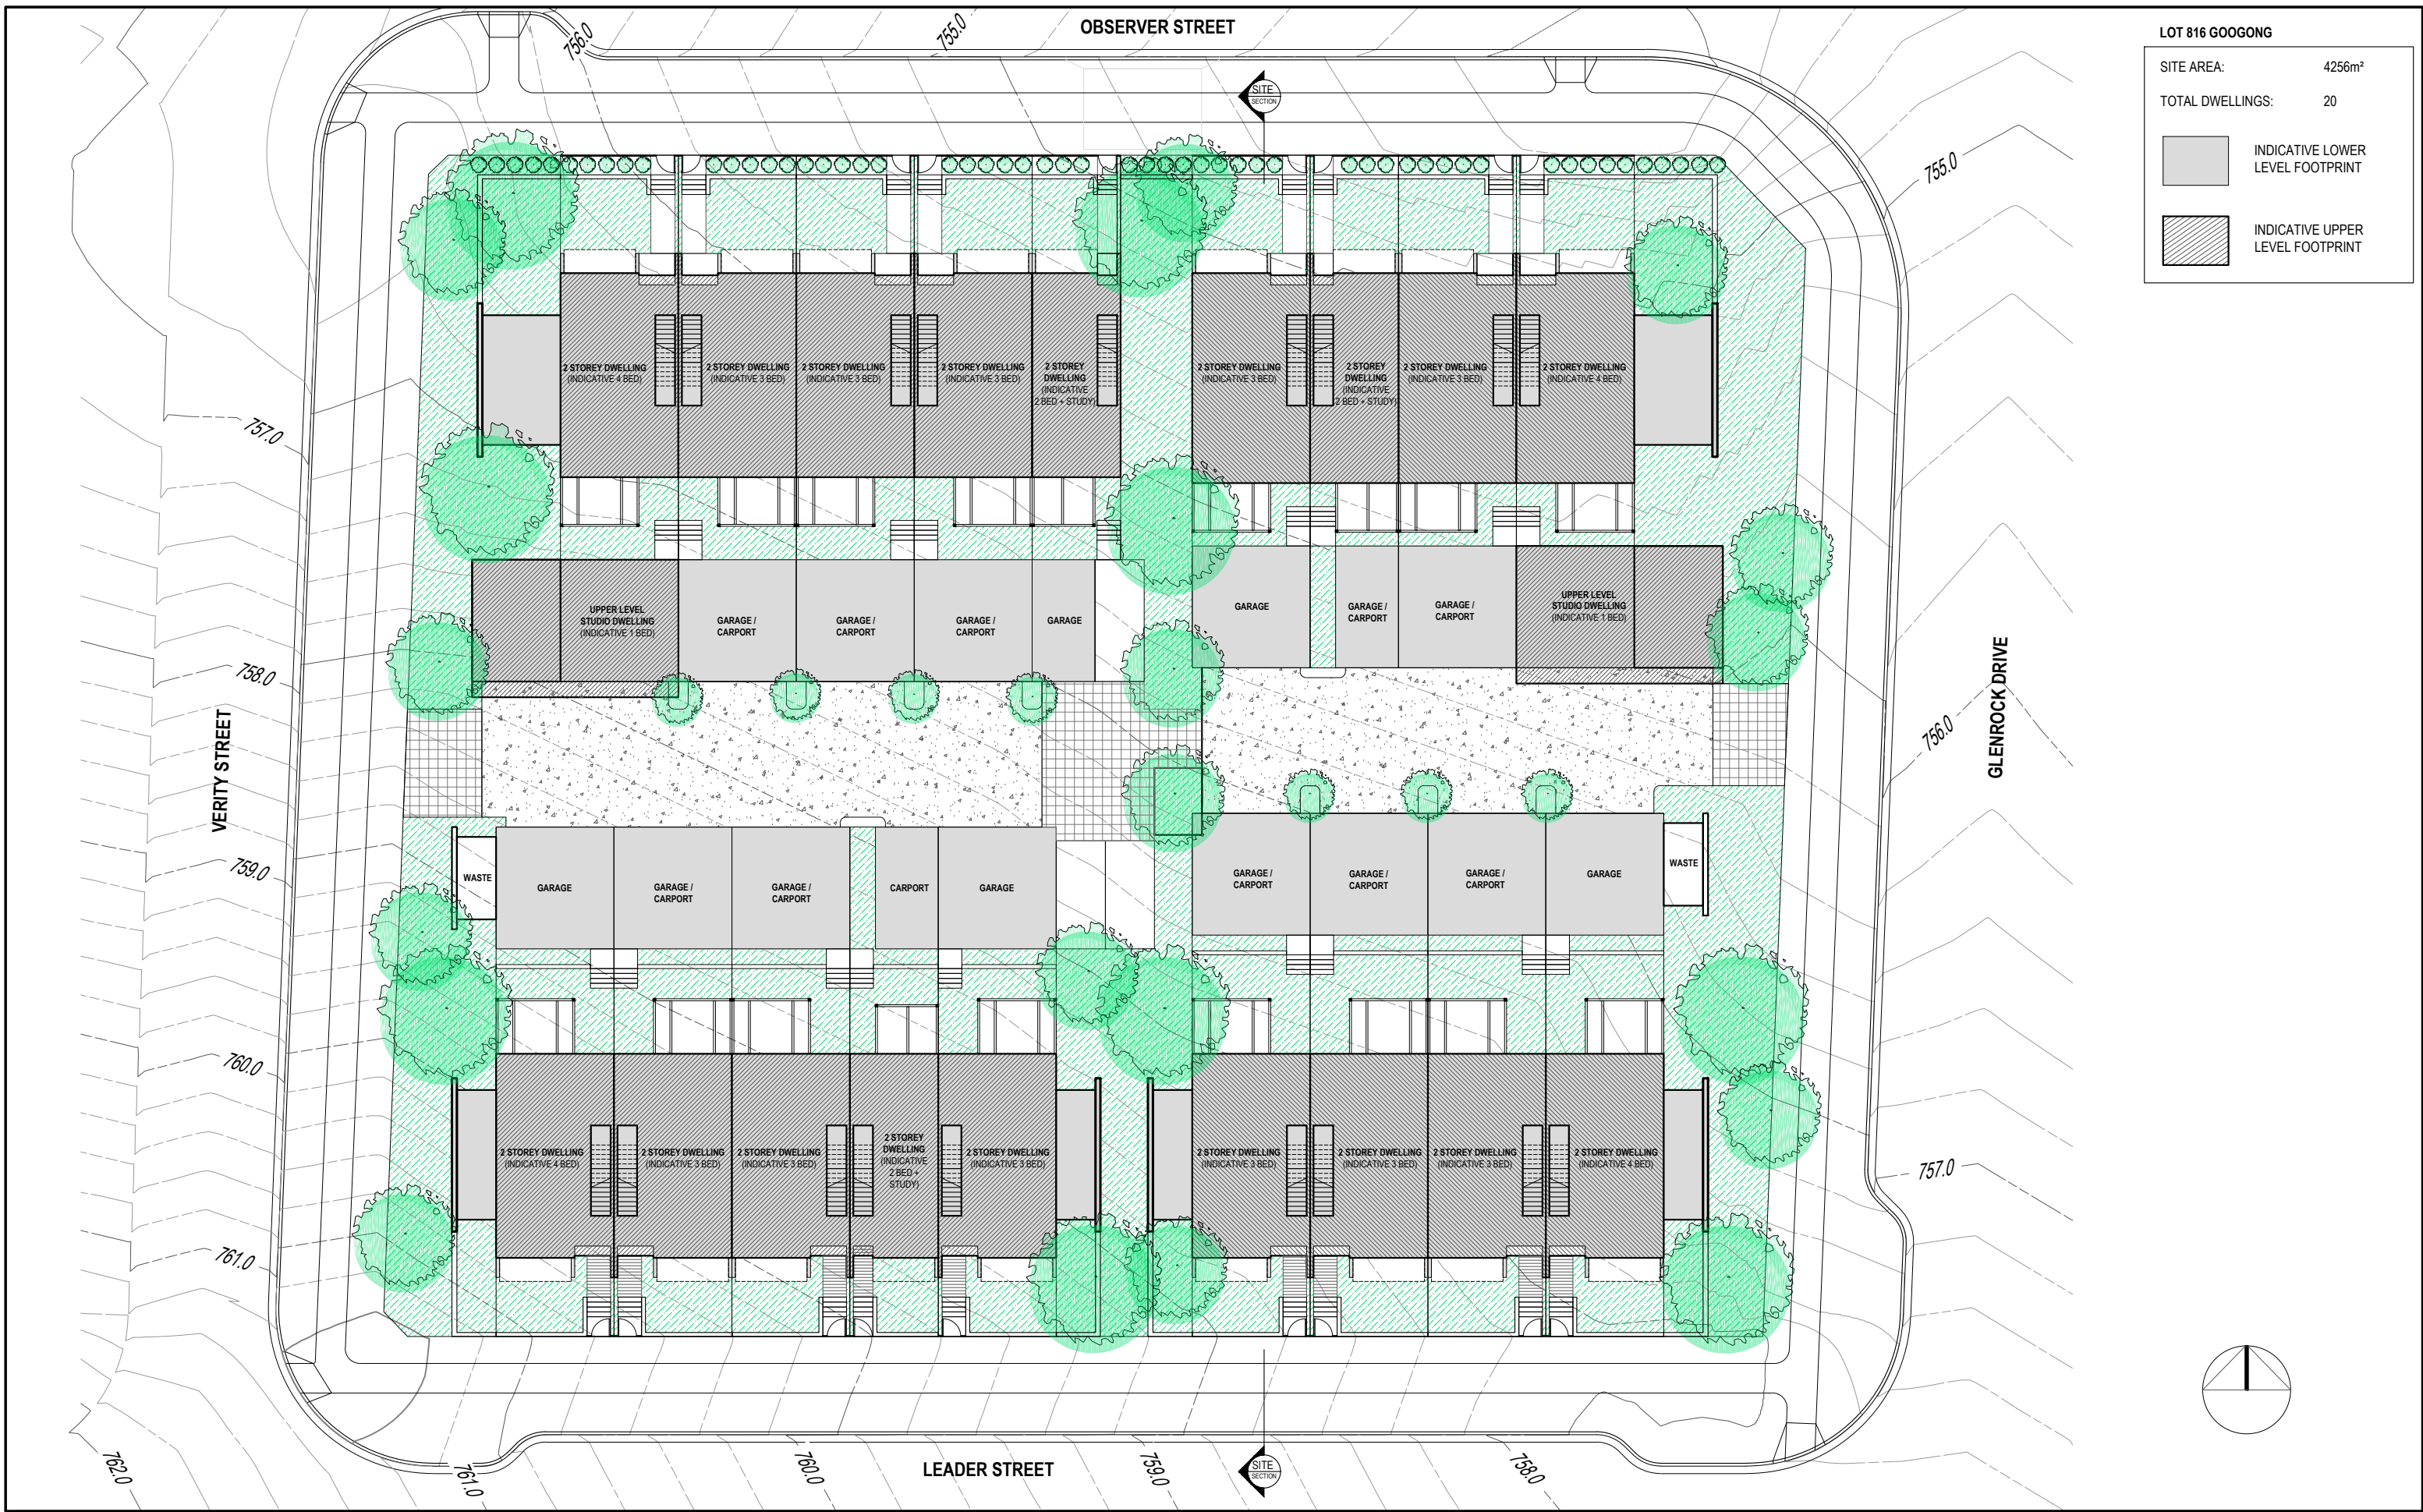 OBSERVER STREET
756.0
755.0
SITE
SECTION
LOT 816 GOOGONG
SITE AREA: 4256m²
TOTAL DWELLINGS: 20
INDICATIVE LOWER
LEVEL FOOTPRINT
INDICATIVE UPPER
LEVEL FOOTPRINT
755.0
2 STOREY DWELLING
(INDICATIVE 4 BED)
2 STOREY DWELLING
(INDICATIVE 3 BED)
2 STOREY DWELLING
(INDICATIVE 3 BED)
2 STOREY DWELLING
(INDICATIVE 3 BED)
2 STOREY
DWELLING
(INDICATIVE
2 BED + STUDY)
2 STOREY DWELLING
(INDICATIVE 3 BED)
2 STOREY
DWELLING
(INDICATIVE
2 BED + STUDY)
2 STOREY DWELLING
(INDICATIVE 3 BED)
2 STOREY DWELLING
(INDICATIVE 4 BED)
757.0
UPPER LEVEL
STUDIO DWELLING
(INDICATIVE 1 BED)
GARAGE /
CARPORT
GARAGE /
CARPORT
GARAGE /
CARPORT
GARAGE
GARAGE
GARAGE /
CARPORT
GARAGE /
CARPORT
UPPER LEVEL
STUDIO DWELLING
(INDICATIVE 1 BED)
758.0
VERITY STREET
GLENROCK DRIVE
756.0
759.0
WASTE
GARAGE
GARAGE /
CARPORT
GARAGE /
CARPORT
CARPORT
GARAGE
GARAGE /
CARPORT
GARAGE /
CARPORT
GARAGE /
CARPORT
GARAGE
WASTE
760.0
2 STOREY DWELLING
(INDICATIVE 4 BED)
2 STOREY DWELLING
(INDICATIVE 3 BED)
2 STOREY DWELLING
(INDICATIVE 3 BED)
2 STOREY
DWELLING
(INDICATIVE
2 BED +
STUDY)
2 STOREY DWELLING
(INDICATIVE 3 BED)
2 STOREY DWELLING
(INDICATIVE 3 BED)
2 STOREY DWELLING
(INDICATIVE 3 BED)
2 STOREY DWELLING
(INDICATIVE 3 BED)
2 STOREY DWELLING
(INDICATIVE 4 BED)
757.0
761.0
762.0
761.0
760.0
LEADER STREET
759.0
SITE
SECTION
758.0